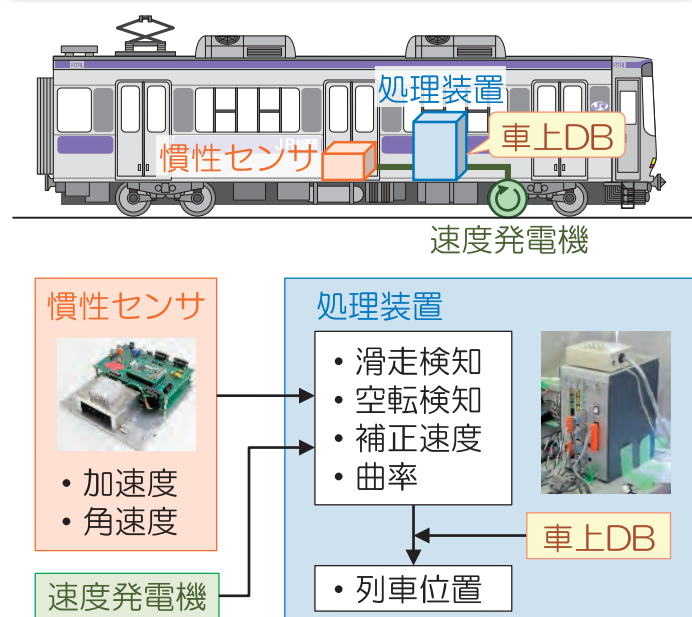 処理装置
車上DB
慣性センサ
速度発電機
慣性センサ
・加速度
・角速度
処理装置
・滑走検知
・空転検知
・補正速度
・曲率
車上DB
速度発電機
・列車位置